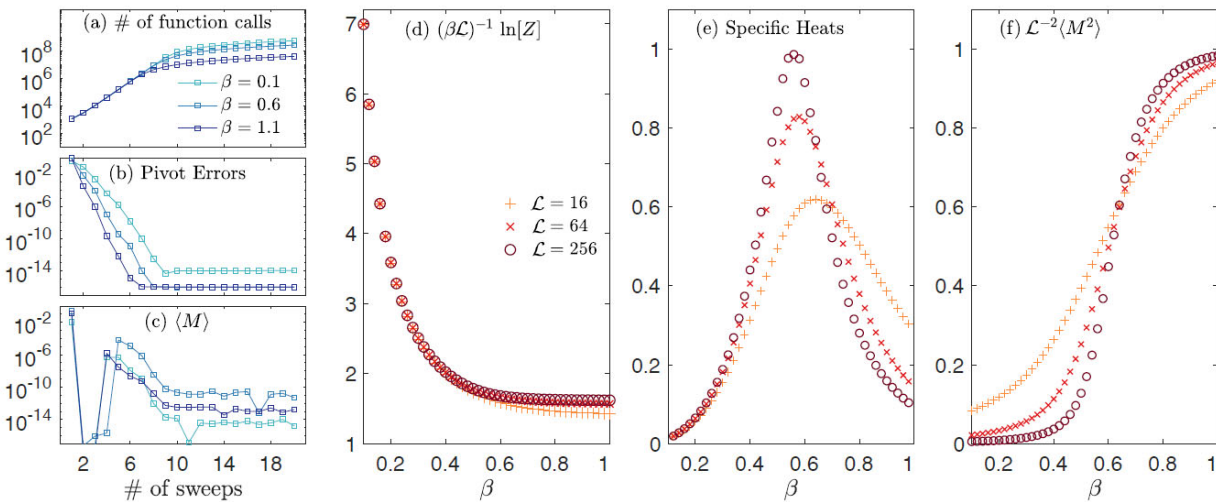 (a) # of function calls
10^8
10^6
10^4
10^2
β = 0.1
β = 0.6
β = 1.1
(b) Pivot Errors
10^-2
10^-6
10^-10
10^-14
(c) ⟨M⟩
10^-2
10^-6
10^-10
10^-14
2 6 10 14 18
# of sweeps
(d) (βℒ)^-1 ln[Z]
7
6
5
4
3
2
1
ℒ = 16
ℒ = 64
ℒ = 256
0.2 0.4 0.6 0.8 1
β
(e) Specific Heats
1
0.8
0.6
0.4
0.2
0
0.2 0.4 0.6 0.8 1
β
(f) ℒ^-2⟨M^2⟩
1
0.8
0.6
0.4
0.2
0
0.2 0.4 0.6 0.8 1
β